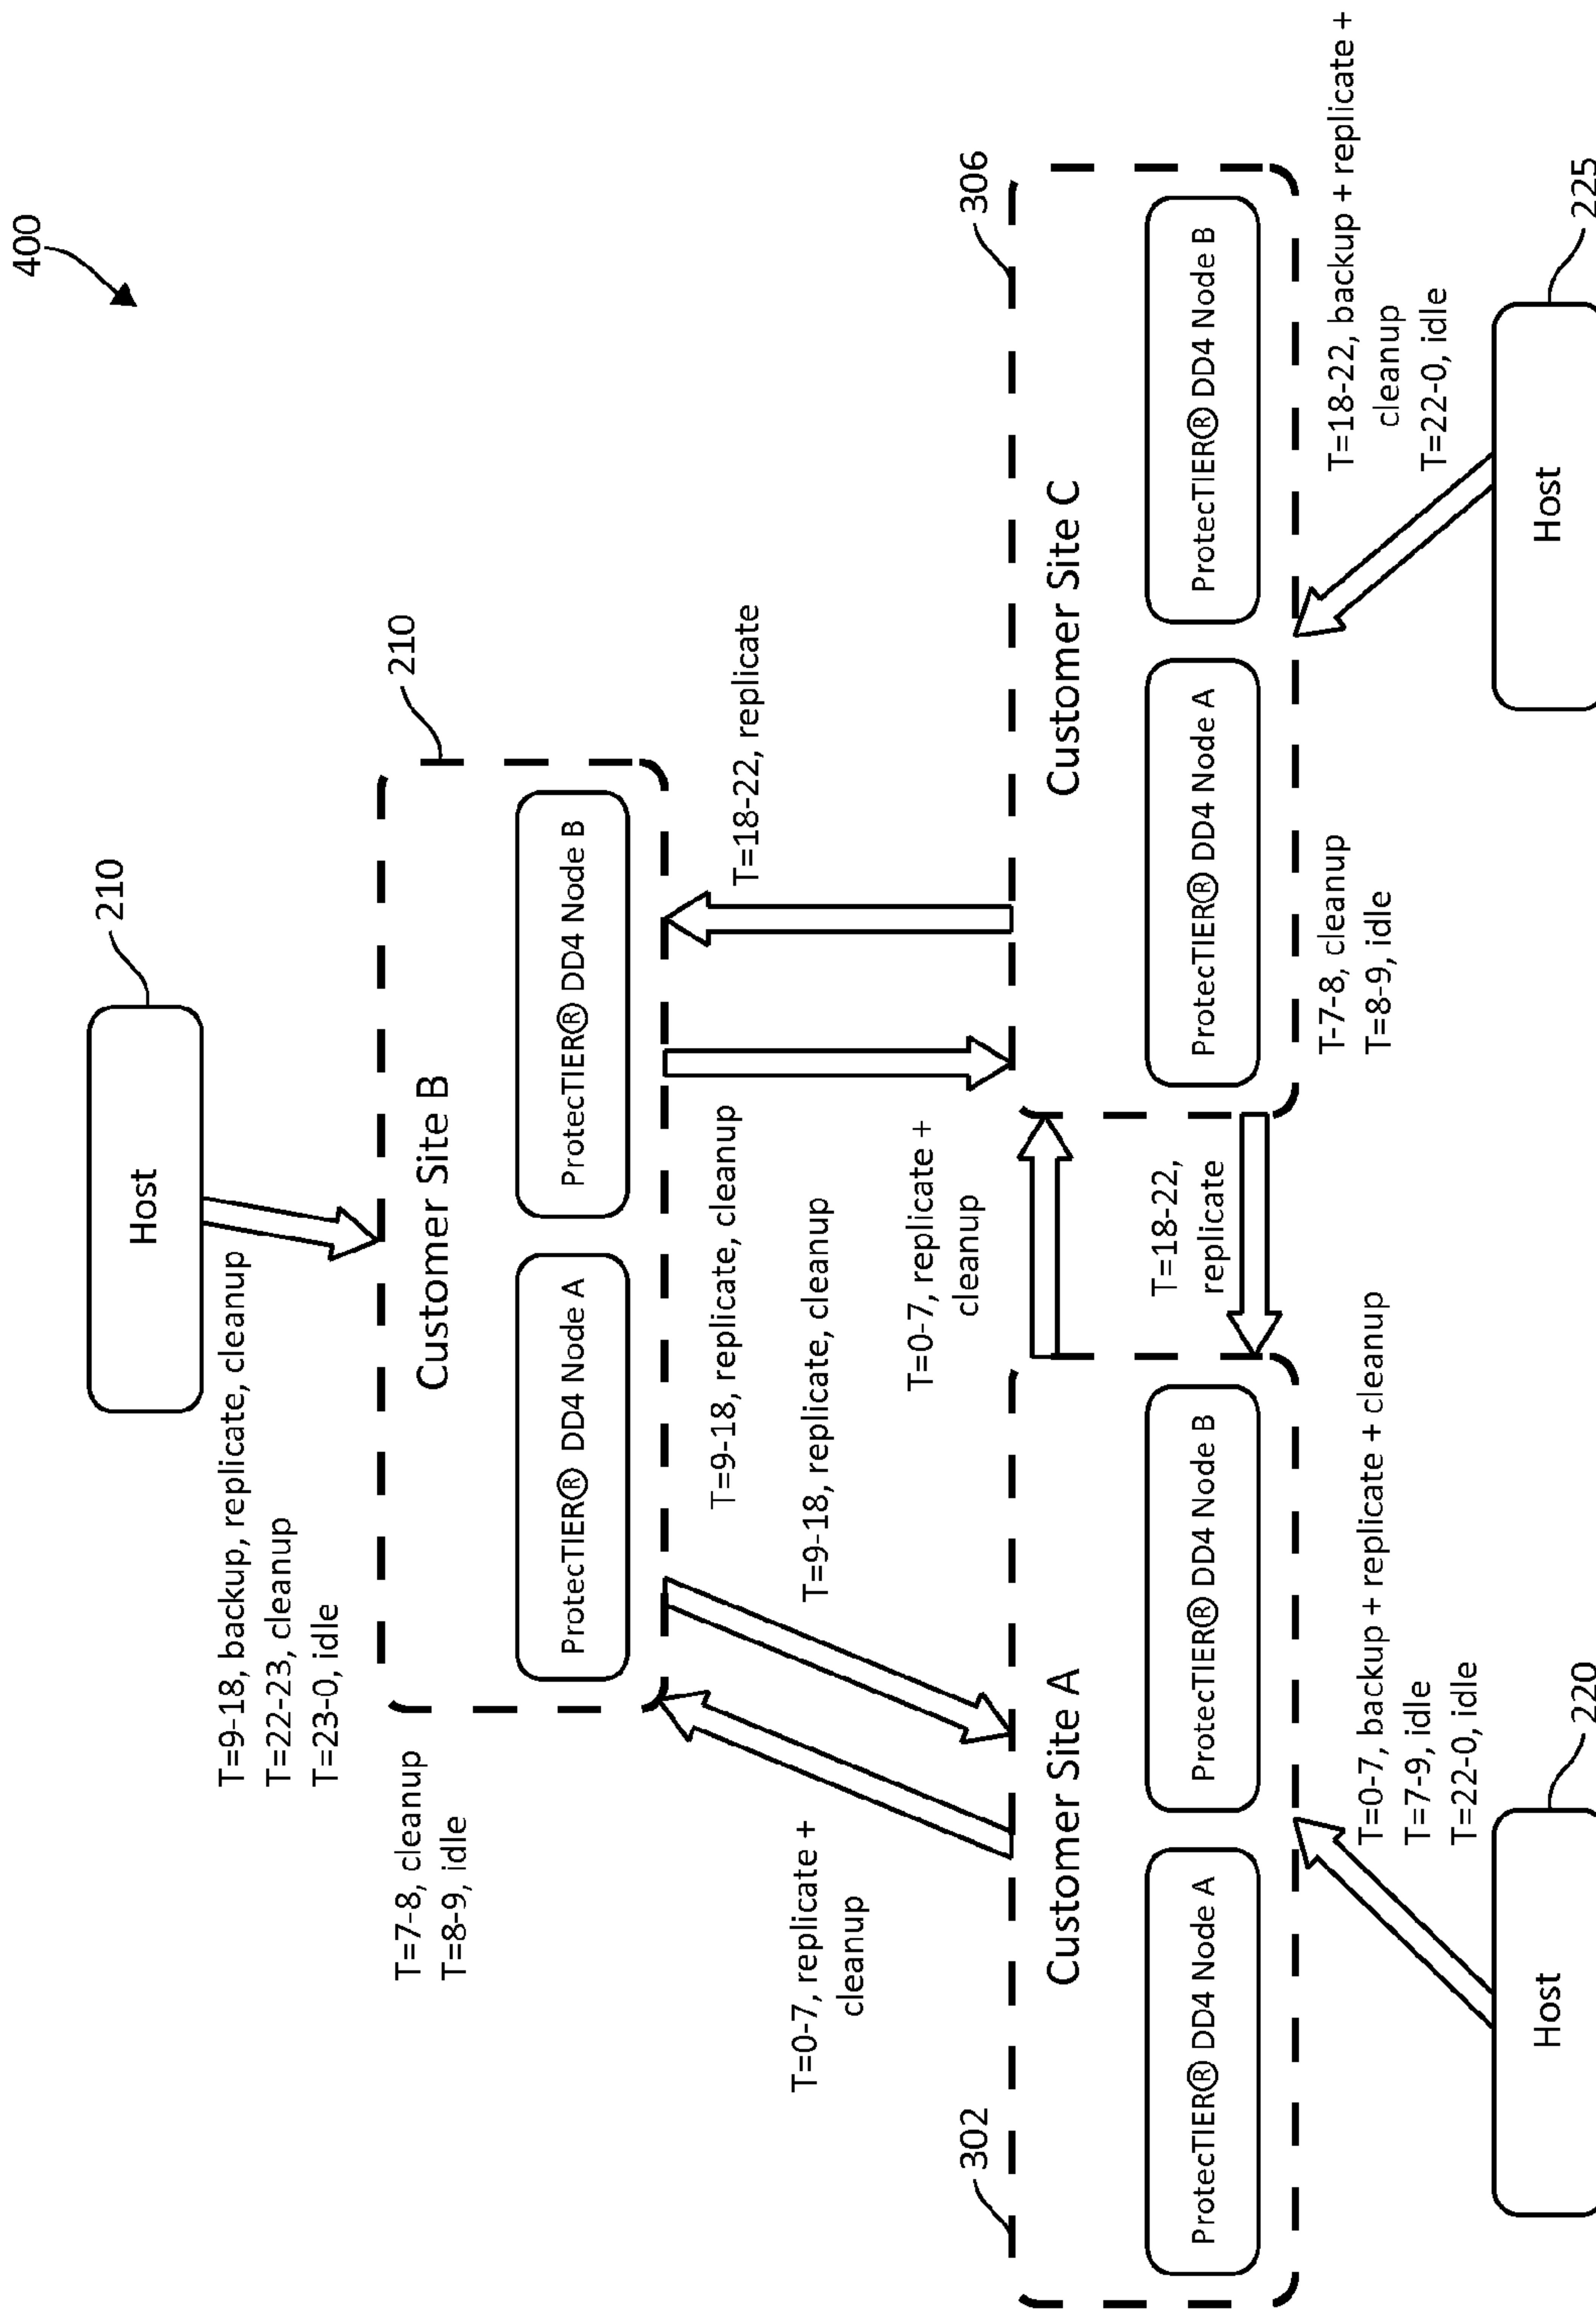 400
210
Host
T=9-18, backup, replicate, cleanup
T=22-23, cleanup
T=23-0, idle
210
Customer Site B
ProtecTIER® DD4 Node A
ProtecTIER® DD4 Node B
T=7-8, cleanup
T=8-9, idle
T=18-22, replicate
T=9-18, replicate, cleanup
T=9-18, replicate, cleanup
T=0-7, replicate +
cleanup
T=0-7, replicate +
cleanup
302
Customer Site A
ProtecTIER® DD4 Node A
ProtecTIER® DD4 Node B
T=18-22,
replicate
306
Customer Site C
ProtecTIER® DD4 Node A
ProtecTIER® DD4 Node B
T=0-7, backup + replicate + cleanup
T=7-9, idle
T=22-0, idle
T-7-8, cleanup
T=8-9, idle
T=18-22, backup + replicate +
cleanup
T=22-0, idle
Host
220
Host
225